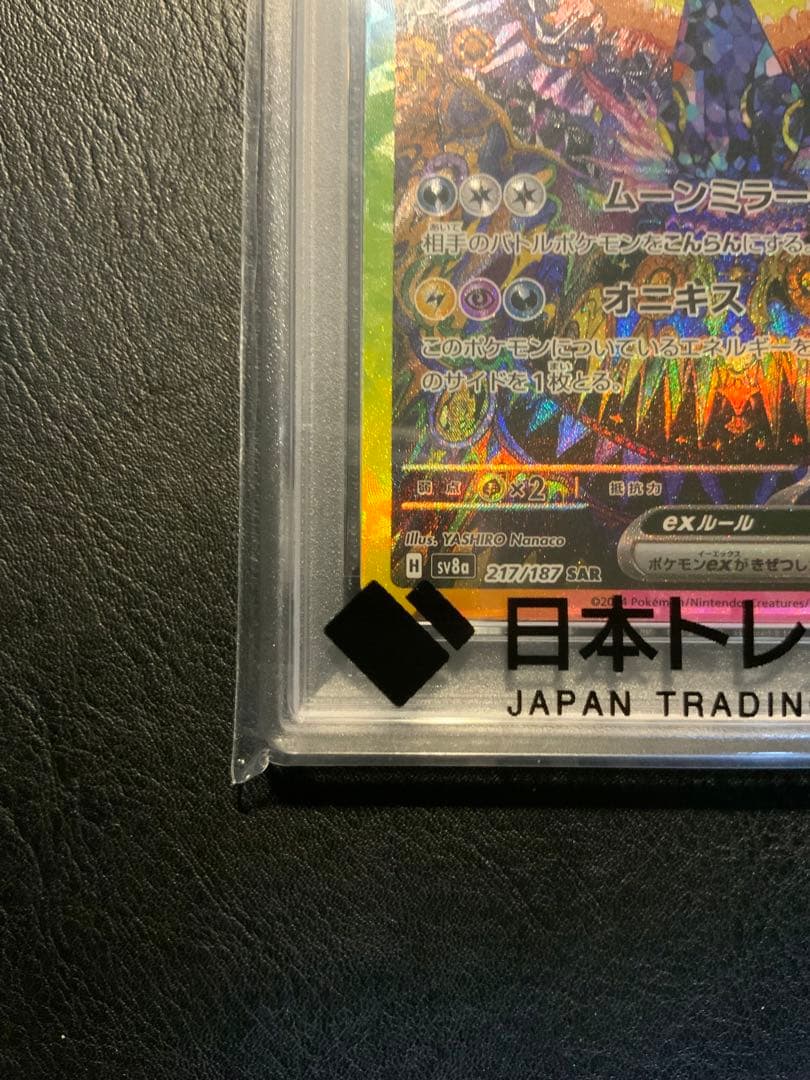 ムーンミラー
あいて
相手のバトルポケモンをこんらんにする
オニキス
このポケモンについているエネルギーを
のサイドを1枚とる。
弱点 ×2 抵抗力
exルール
Illus. YASHIRO Nanaco
イーエックス
ポケモンexがきぜつし
H sv8a 217/187 SAR
©2024 Pokémon/Nintendo/Creatures/
日本トレ
JAPAN TRADING